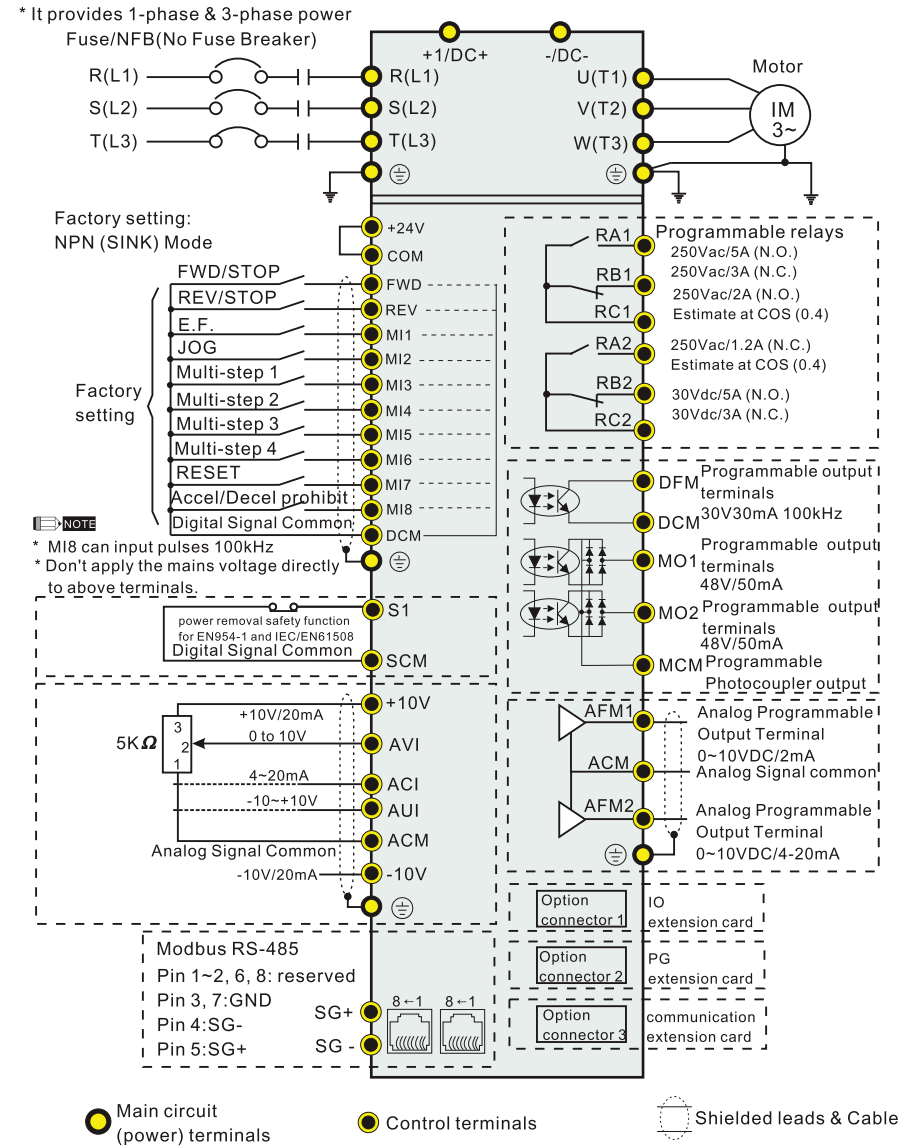 * It provides 1-phase & 3-phase power
Fuse/NFB(No Fuse Breaker)
R(L1)
S(L2)
T(L3)
+1/DC+
-/DC-
R(L1)
S(L2)
T(L3)
U(T1)
V(T2)
W(T3)
Motor
IM
3~
Factory setting:
NPN (SINK) Mode
+24V
COM
FWD/STOP
FWD
REV/STOP
REV
E.F.
MI1
JOG
MI2
Multi-step 1
MI3
Multi-step 2
MI4
Multi-step 3
MI5
Multi-step 4
MI6
RESET
MI7
Accel/Decel prohibit
MI8
Digital Signal Common
DCM
Factory
setting
NOTE
* MI8 can input pulses 100kHz
* Don't apply the mains voltage directly
to above terminals.
RA1
RB1
RC1
RA2
RB2
RC2
Programmable relays
250Vac/5A (N.O.)
250Vac/3A (N.C.)
250Vac/2A (N.O.)
Estimate at COS (0.4)
250Vac/1.2A (N.C.)
Estimate at COS (0.4)
30Vdc/5A (N.O.)
30Vdc/3A (N.C.)
DFM
Programmable output
terminals
30V30mA 100kHz
DCM
MO1
Programmable output
terminals
48V/50mA
MO2
Programmable output
terminals
48V/50mA
MCM
Programmable
Photocoupler output
S1
power removal safety function
for EN954-1 and IEC/EN61508
Digital Signal Common
SCM
+10V
+10V/20mA
5KΩ
3
2
1
0 to 10V
AVI
4~20mA
ACI
-10~+10V
AUI
ACM
Analog Signal Common
-10V/20mA
-10V
AFM1
Analog Programmable
Output Terminal
0~10VDC/2mA
ACM
Analog Signal common
AFM2
Analog Programmable
Output Terminal
0~10VDC/4-20mA
Option
connector 1
IO
extension card
Option
connector 2
PG
extension card
Option
connector 3
communication
extension card
Modbus RS-485
Pin 1~2, 6, 8: reserved
Pin 3, 7:GND
Pin 4:SG-
Pin 5:SG+
SG+
SG -
8←1
8←1
Main circuit
(power) terminals
Control terminals
Shielded leads & Cable